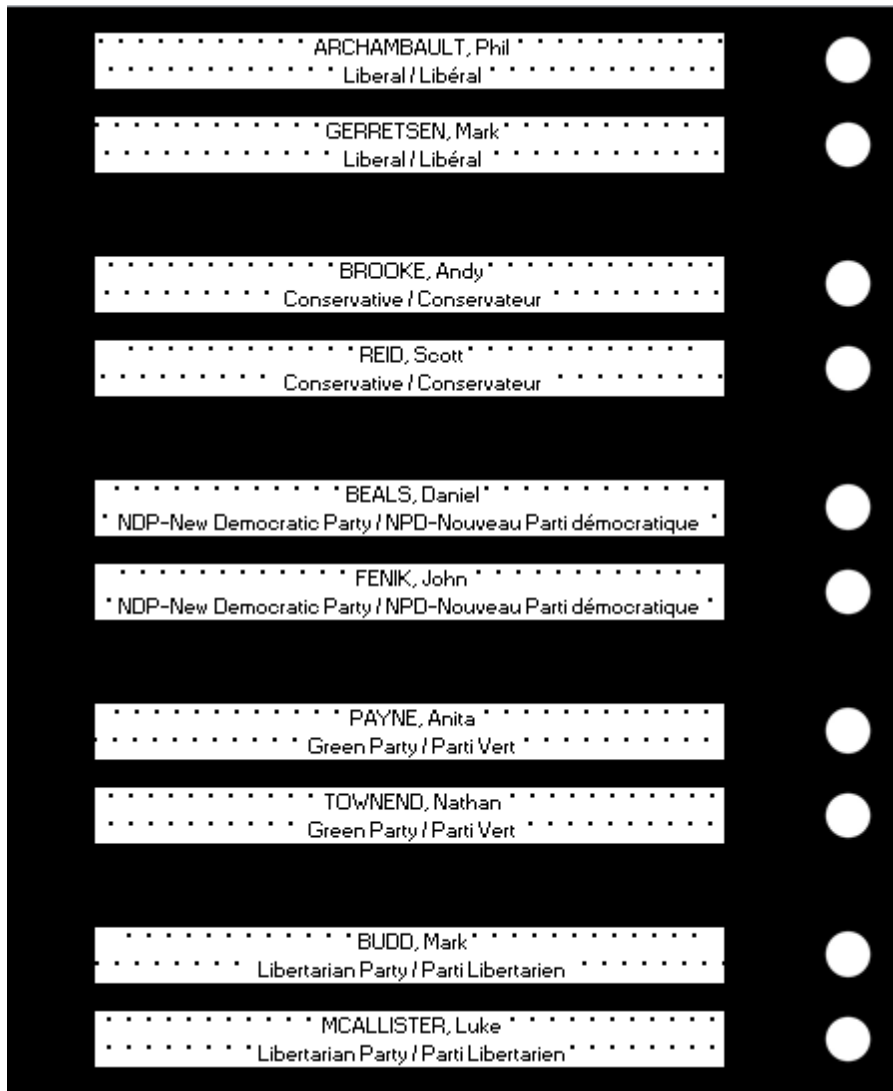 ARCHAMBAULT, Phil
Liberal / Libéral
GERRETSEN, Mark
Liberal / Libéral
BROOKE, Andy
Conservative / Conservateur
REID, Scott
Conservative / Conservateur
BEALS, Daniel
NDP-New Democratic Party / NPD-Nouveau Parti démocratique
FENIK, John
NDP-New Democratic Party / NPD-Nouveau Parti démocratique
PAYNE, Anita
Green Party / Parti Vert
TOWNEND, Nathan
Green Party / Parti Vert
BUDD, Mark
Libertarian Party / Parti Libertarien
MCALLISTER, Luke
Libertarian Party / Parti Libertarien